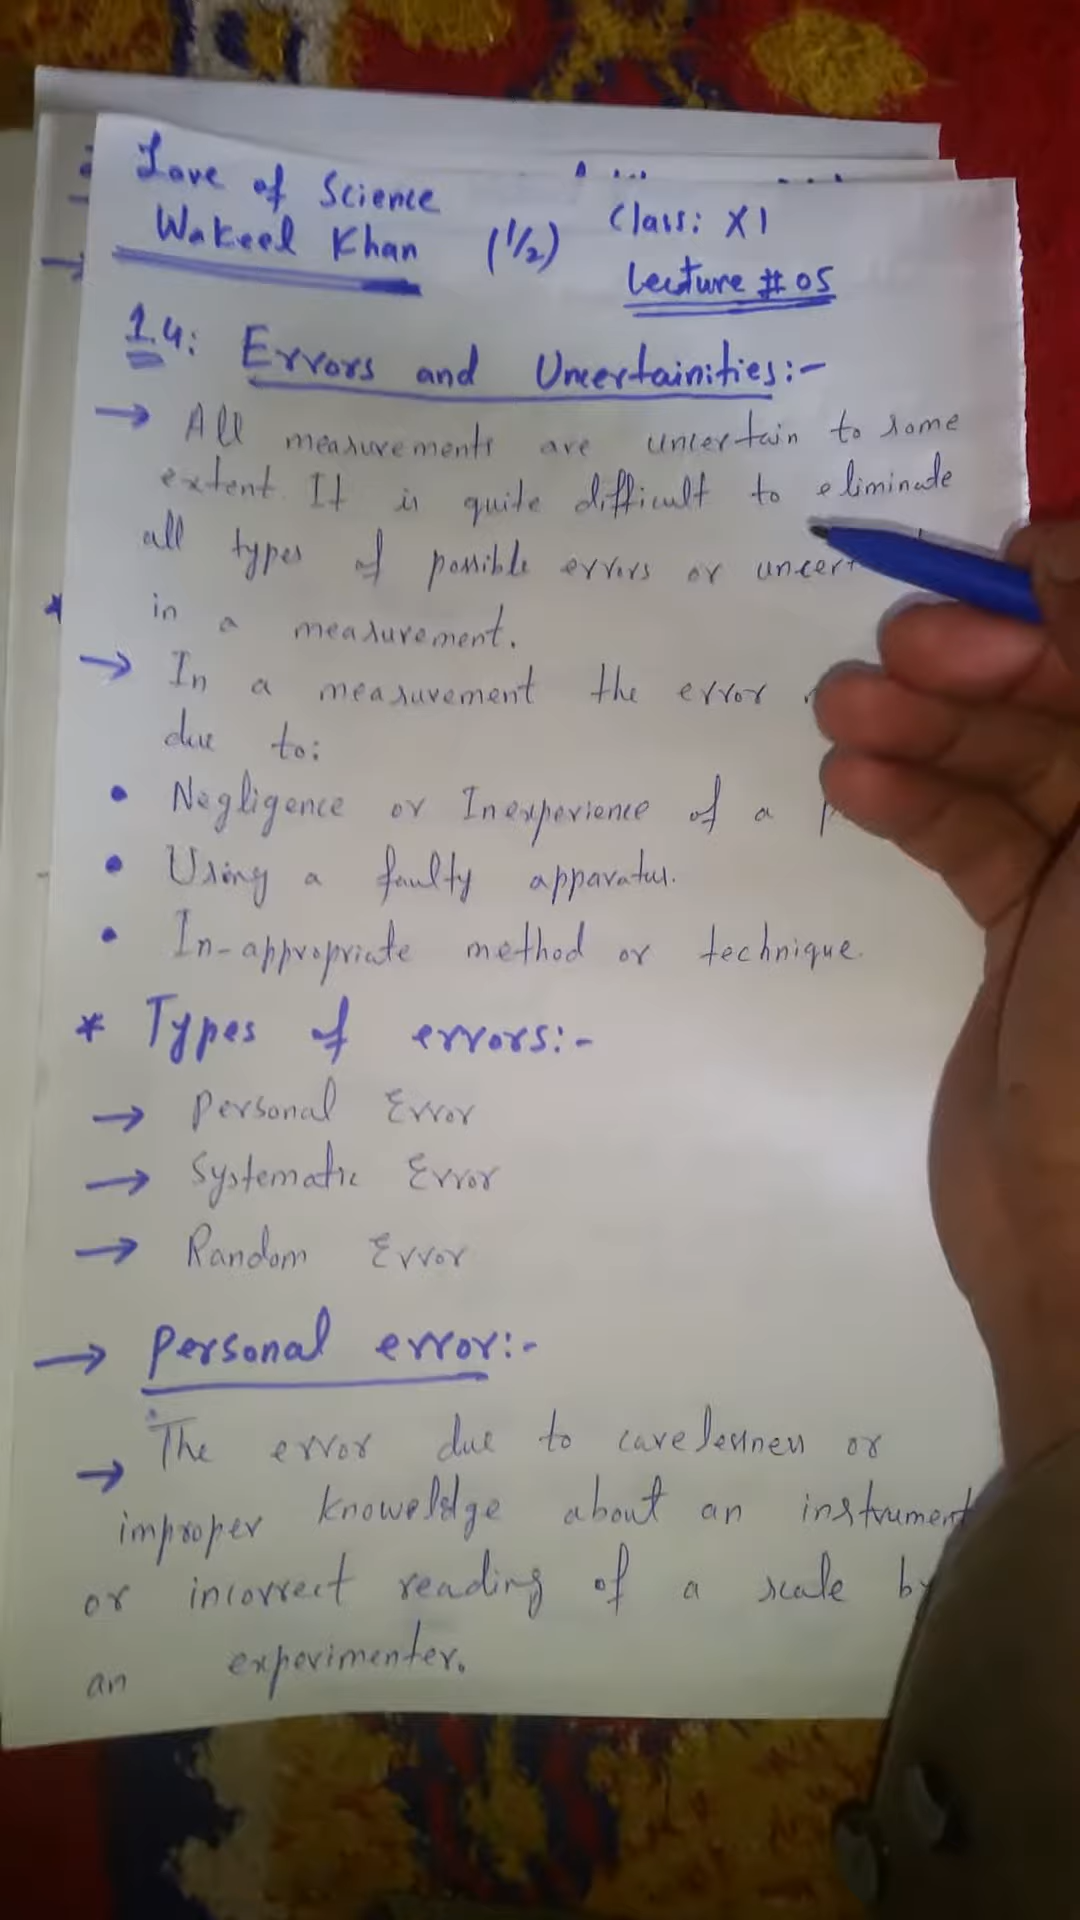 Love of Science
Wakeel Khan (1/2)
Class: XI
Lecture # 05
1.4: Errors and Uncertainities:-
→ All measurements are uncertain to some
extent. It is quite difficult to eliminate
all types of possible errors or uncert
in a measurement.
→ In a measurement the error
due to:
• Negligence or Inexperience of a p
• Using a faulty apparatus.
• In-appropriate method or technique.
* Types of errors:-
→ Personal Error
→ Systematic Error
→ Random Error
→ Personal error:-
→ The error due to carelessness or
improper knoweldge about an instrument
or incorrect reading of a scale by
an experimenter.